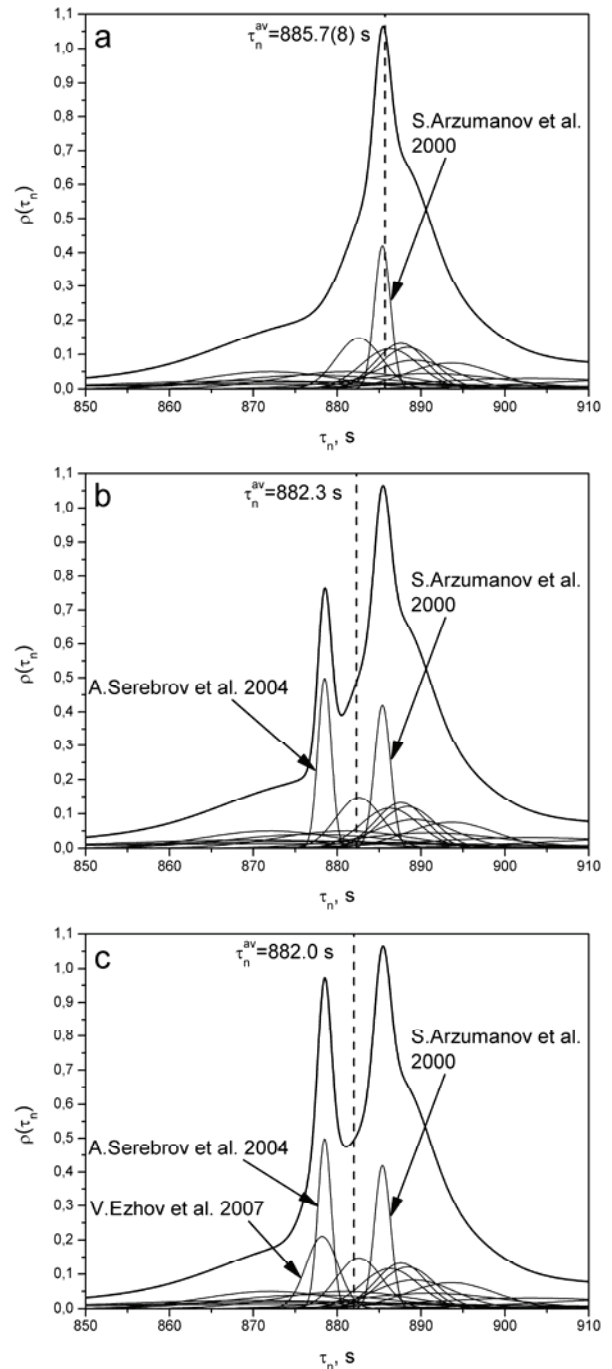 a
τₙᵃᵛ=885.7(8) s
S.Arzumanov et al.
2000
ρ(τₙ)
1,1
1,0
0,9
0,8
0,7
0,6
0,5
0,4
0,3
0,2
0,1
0,0
850 860 870 880 890 900 910
τₙ, s
b
τₙᵃᵛ=882.3 s
S.Arzumanov et al.
2000
A.Serebrov et al. 2004
ρ(τₙ)
1,1
1,0
0,9
0,8
0,7
0,6
0,5
0,4
0,3
0,2
0,1
0,0
850 860 870 880 890 900 910
τₙ, s
c
τₙᵃᵛ=882.0 s
S.Arzumanov et al.
2000
A.Serebrov et al. 2004
V.Ezhov et al. 2007
ρ(τₙ)
1,1
1,0
0,9
0,8
0,7
0,6
0,5
0,4
0,3
0,2
0,1
0,0
850 860 870 880 890 900 910
τₙ, s